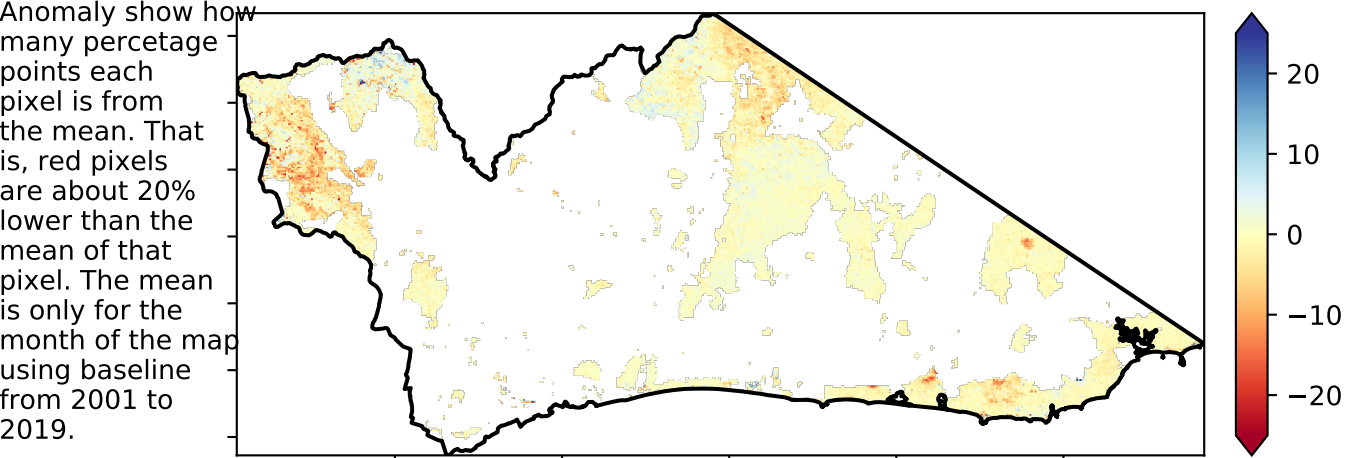 Anomaly show how
many percetage
points each
pixel is from
the mean. That
is, red pixels
are about 20%
lower than the
mean of that
pixel. The mean
is only for the
month of the map
using baseline
from 2001 to
2019.
20
10
0
−10
−20